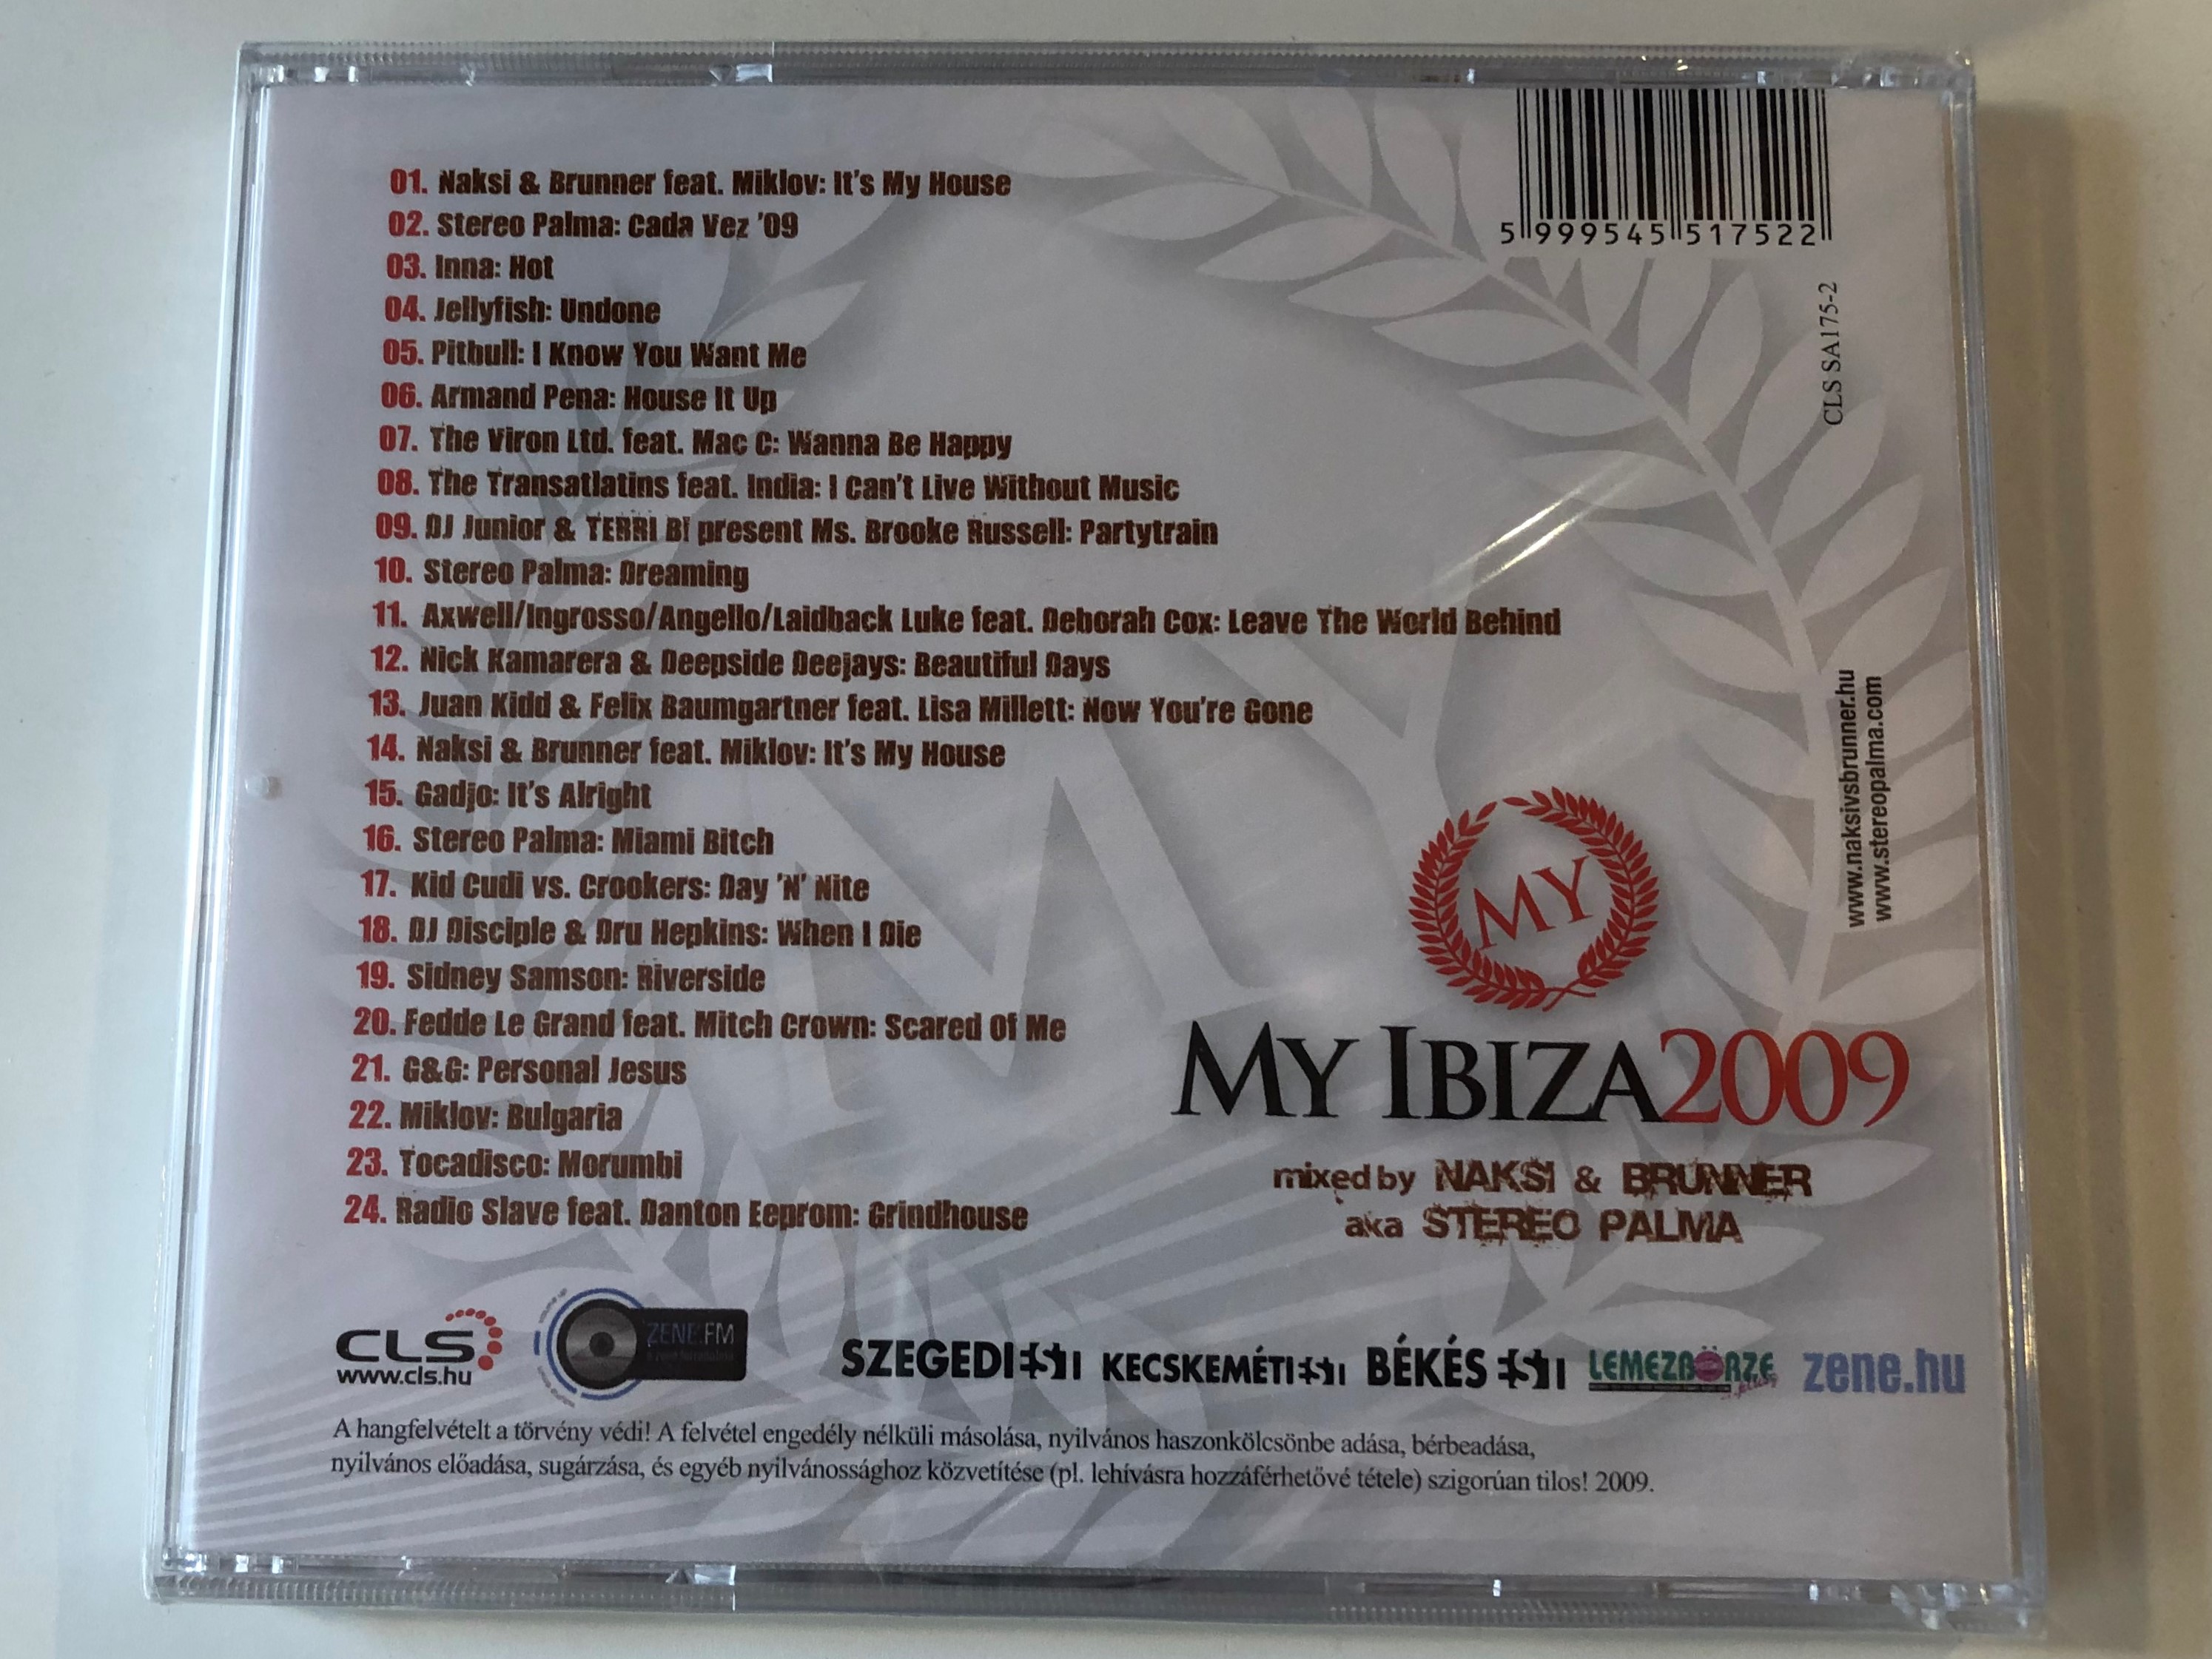 01. Naksi & Brunner feat. Miklov: It's My House
02. Stereo Palma: Cada Vez '09
03. Inna: Hot
04. Jellyfish: Undone
05. Pitbull: I Know You Want Me
06. Armand Pena: House It Up
07. The Viron Ltd. feat. Mac C: Wanna Be Happy
08. The Transatlatins feat. India: I Can't Live Without Music
09. DJ Junior & TERRI B! present Ms. Brooke Russell: Partytrain
10. Stereo Palma: Dreaming
11. Axwell/Ingrosso/Angello/Laidback Luke feat. Deborah Cox: Leave The World Behind
12. Nick Kamarera & Deepside Deejays: Beautiful Days
13. Juan Kidd & Felix Baumgartner feat. Lisa Millett: Now You're Gone
14. Naksi & Brunner feat. Miklov: It's My House
15. Gadjo: It's Alright
16. Stereo Palma: Miami Bitch
17. Kid Cudi vs. Crookers: Day 'N' Nite
18. DJ Disciple & Dru Hepkins: When I Die
19. Sidney Samson: Riverside
20. Fedde Le Grand feat. Mitch Crown: Scared Of Me
21. G&G: Personal Jesus
22. Miklov: Bulgaria
23. Tocadisco: Morumbi
24. Radio Slave feat. Danton Eeprom: Grindhouse
5 999545 517522
CLS SA175-2
www.naksivsbrunner.hu
www.stereopalma.com
MY
MY
MY IBIZA2009
mixed by NAKSI & BRUNNER
aka STEREO PALMA
CLS
www.cls.hu
ZENE.FM
SZEGEDI est
KECSKEMÉTI est
BÉKÉS est
LEMEZBÖRZE
plusz
zene.hu
A hangfelvételt a törvény védi! A felvétel engedély nélküli másolása, nyilvános haszonkölcsönbe adása, bérbeadása,
nyilvános előadása, sugárzása, és egyéb nyilvánossághoz közvetítése (pl. lehívásra hozzáférhetővé tétele) szigorúan tilos! 2009.